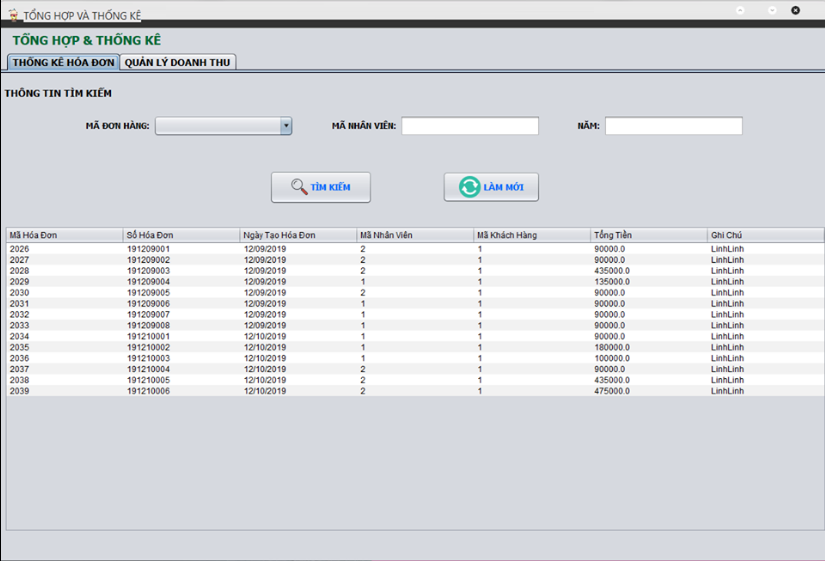 TỔNG HỢP VÀ THỐNG KÊ
TỔNG HỢP & THỐNG KÊ
THỐNG KÊ HÓA ĐƠN QUẢN LÝ DOANH THU
THÔNG TIN TÌM KIẾM
MÃ ĐƠN HÀNG: MÃ NHÂN VIÊN: NĂM:
TÌM KIẾM LÀM MỚI
Mã Hóa Đơn Số Hóa Đơn Ngày Tạo Hóa Đơn Mã Nhân Viên Mã Khách Hàng Tổng Tiền Ghi Chú
2026 191209001 12/09/2019 2 1 90000.0 LinhLinh
2027 191209002 12/09/2019 2 1 90000.0 LinhLinh
2028 191209003 12/09/2019 2 1 435000.0 LinhLinh
2029 191209004 12/09/2019 1 1 135000.0 LinhLinh
2030 191209005 12/09/2019 2 1 90000.0 LinhLinh
2031 191209006 12/09/2019 1 1 90000.0 LinhLinh
2032 191209007 12/09/2019 1 1 90000.0 LinhLinh
2033 191209008 12/09/2019 1 1 90000.0 LinhLinh
2034 191210001 12/10/2019 1 1 90000.0 LinhLinh
2035 191210002 12/10/2019 1 1 180000.0 LinhLinh
2036 191210003 12/10/2019 1 1 100000.0 LinhLinh
2037 191210004 12/10/2019 2 1 90000.0 LinhLinh
2038 191210005 12/10/2019 2 1 435000.0 LinhLinh
2039 191210006 12/10/2019 2 1 475000.0 LinhLinh